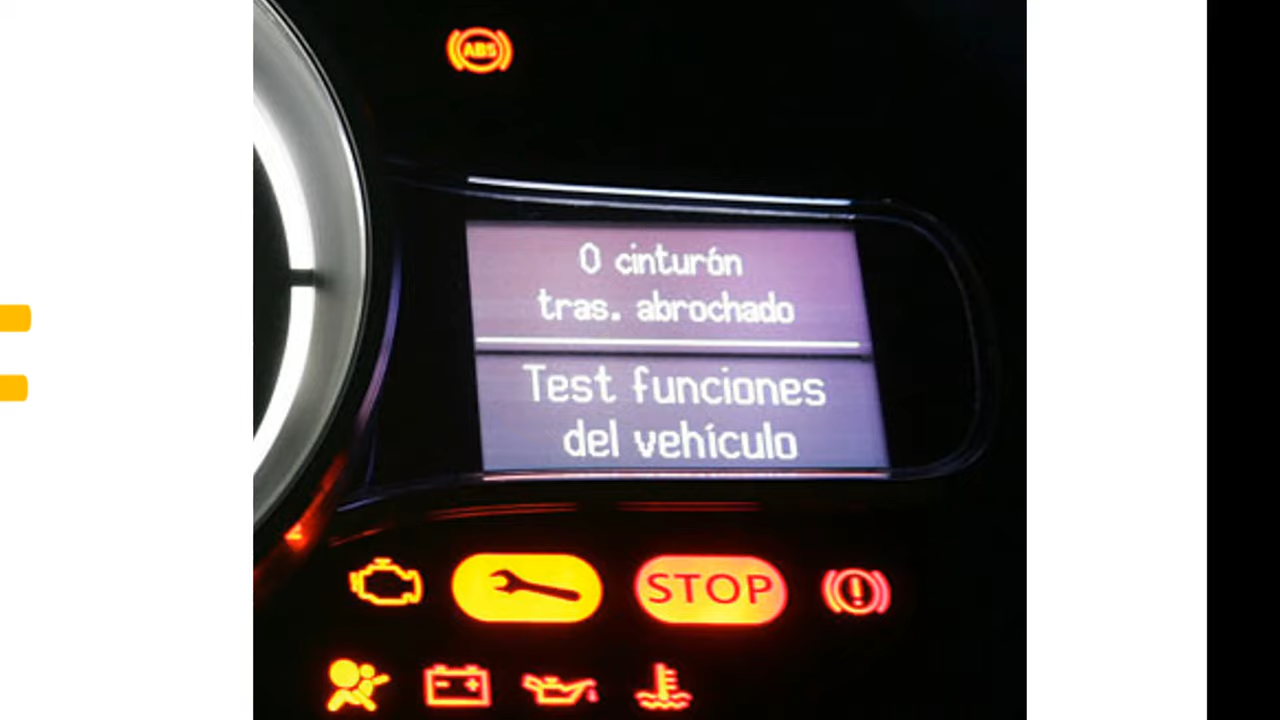 ABS
0 cinturón
tras. abrochado
Test funciones
del vehículo
STOP